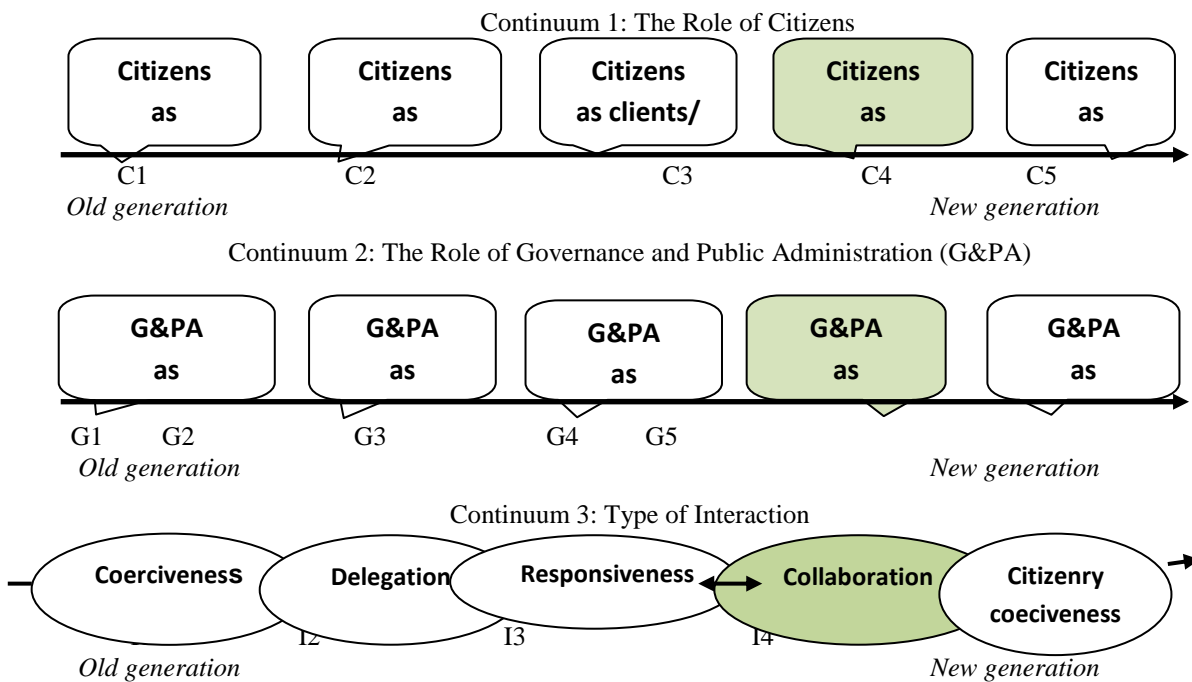 Continuum 1: The Role of Citizens
Citizens as
Citizens as
Citizens as clients/
Citizens as
Citizens as
C1 C2 C3 C4 C5
Old generation New generation
Continuum 2: The Role of Governance and Public Administration (G&PA)
G&PA as
G&PA as
G&PA as
G&PA as
G&PA as
G1 G2 G3 G4 G5
Old generation New generation
Continuum 3: Type of Interaction
Coerciveness
Delegation
Responsiveness
Collaboration
Citizenry
coeciveness
I2 I3 I4
Old generation New generation